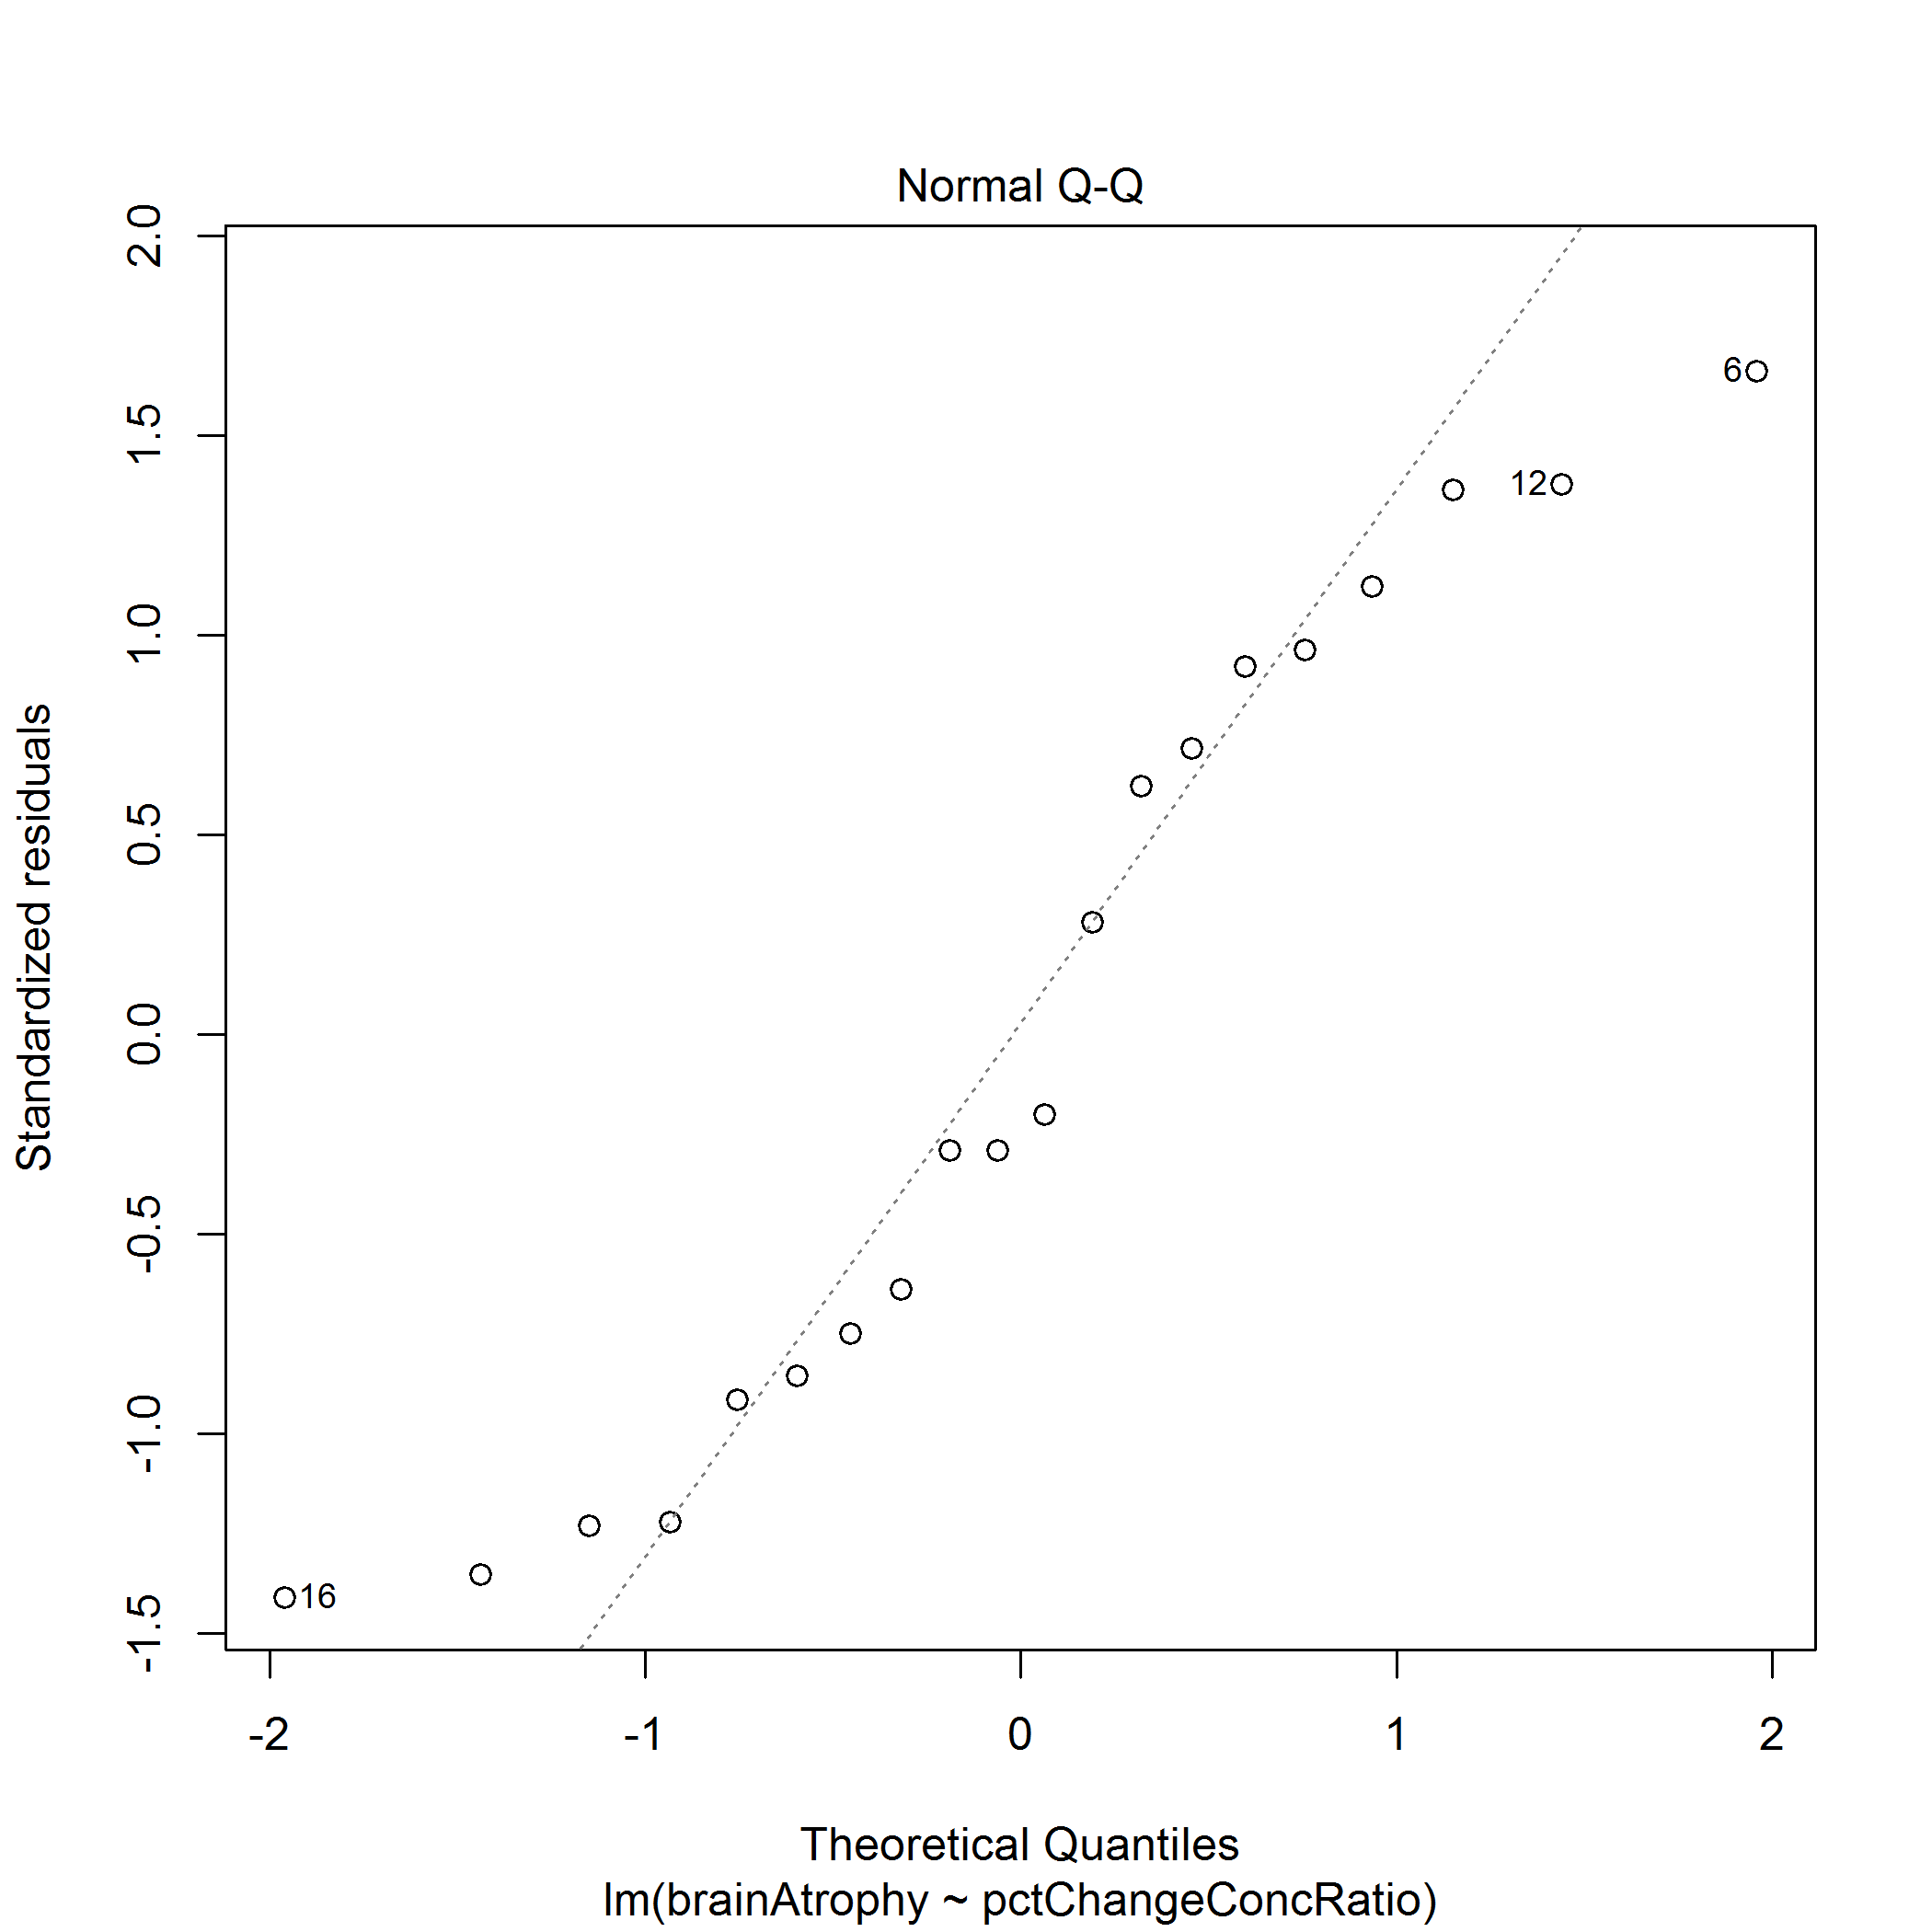 Normal Q-Q
2.0
1.5
1.0
0.5
0.0
-0.5
-1.0
-1.5
Standardized residuals
6
12
16
-2 -1 0 1 2
Theoretical Quantiles
lm(brainAtrophy ~ pctChangeConcRatio)